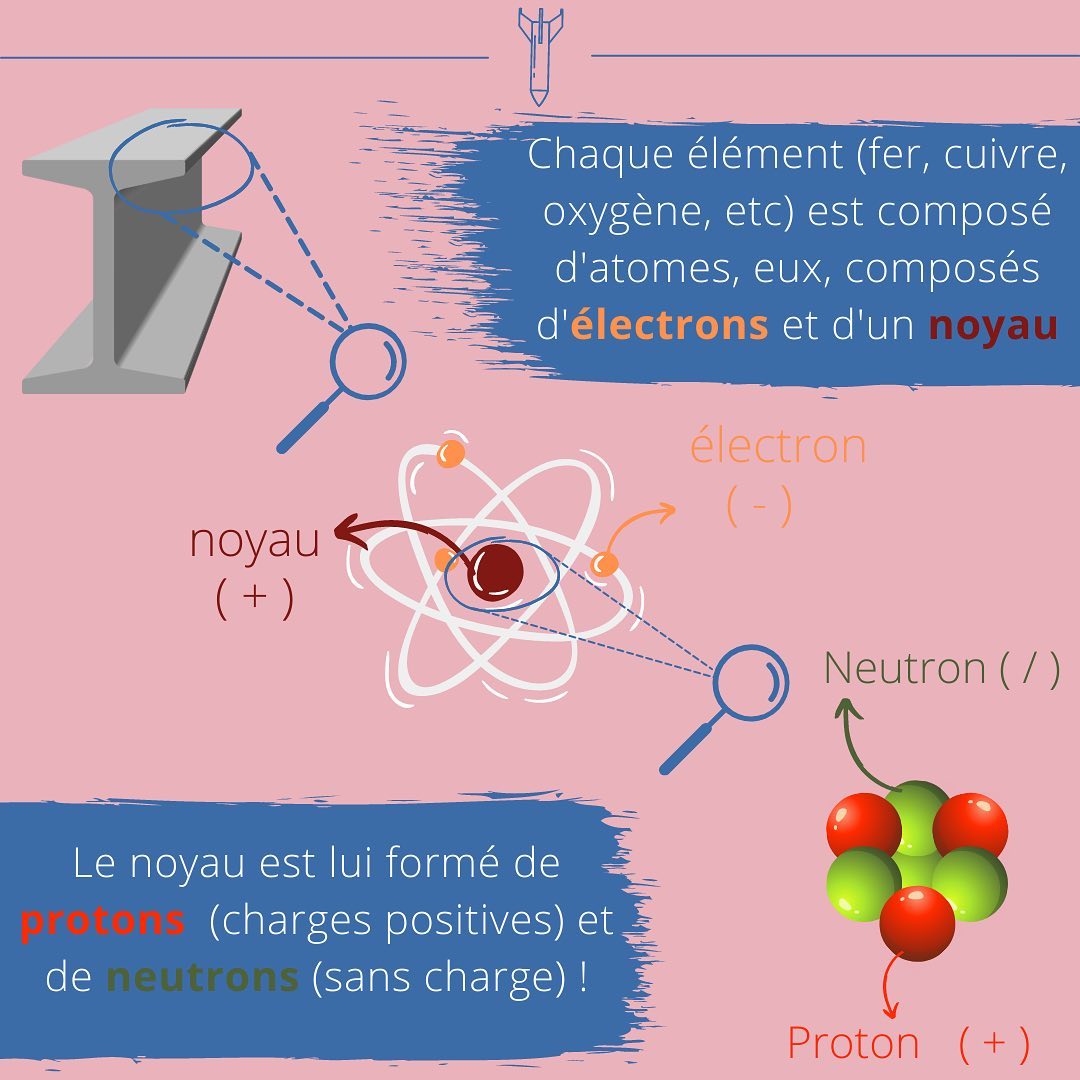 Chaque élément (fer, cuivre,
oxygène, etc) est composé
d'atomes, eux, composés
d'électrons et d'un noyau
électron
( - )
noyau
( + )
Neutron ( / )
Le noyau est lui formé de
protons (charges positives) et
de neutrons (sans charge) !
Proton ( + )